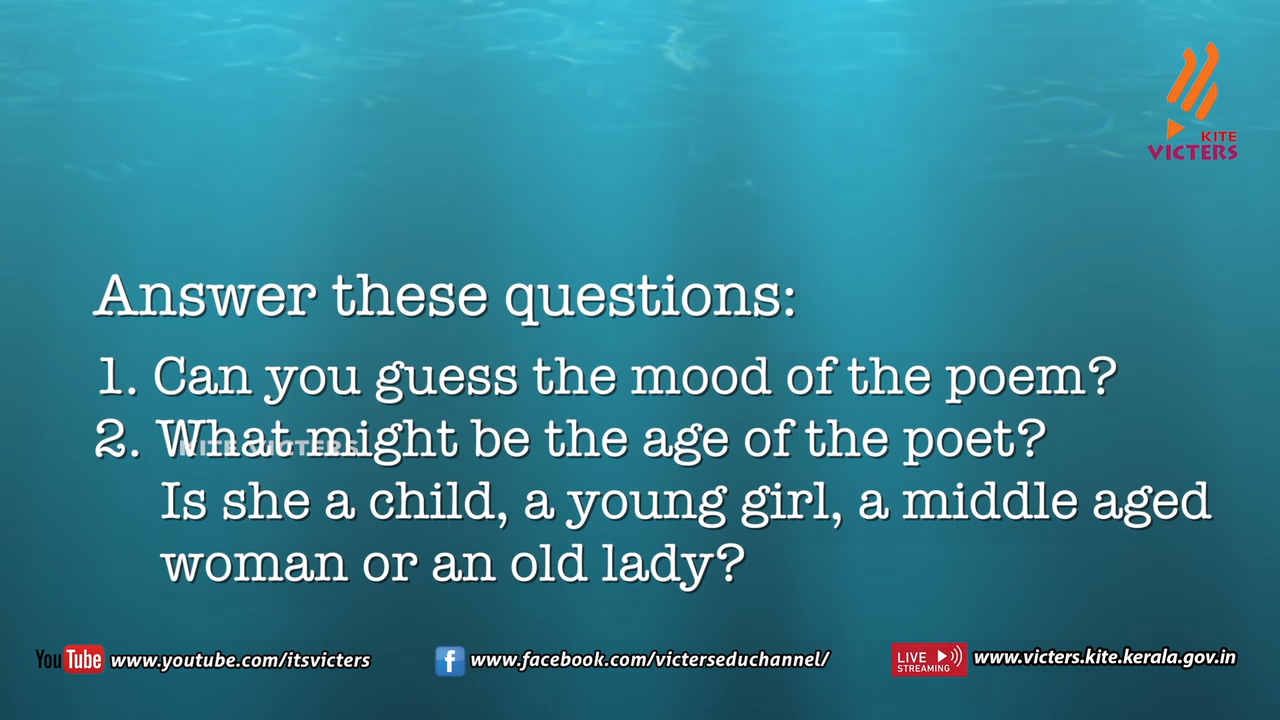 KITE
VICTERS
Answer these questions:
1. Can you guess the mood of the poem?
2. What might be the age of the poet?
KITE VICTERS
Is she a child, a young girl, a middle aged
woman or an old lady?
YouTube www.youtube.com/itsvicters
f www.facebook.com/victerseduchannel/
LIVE
STREAMING
www.victers.kite.kerala.gov.in